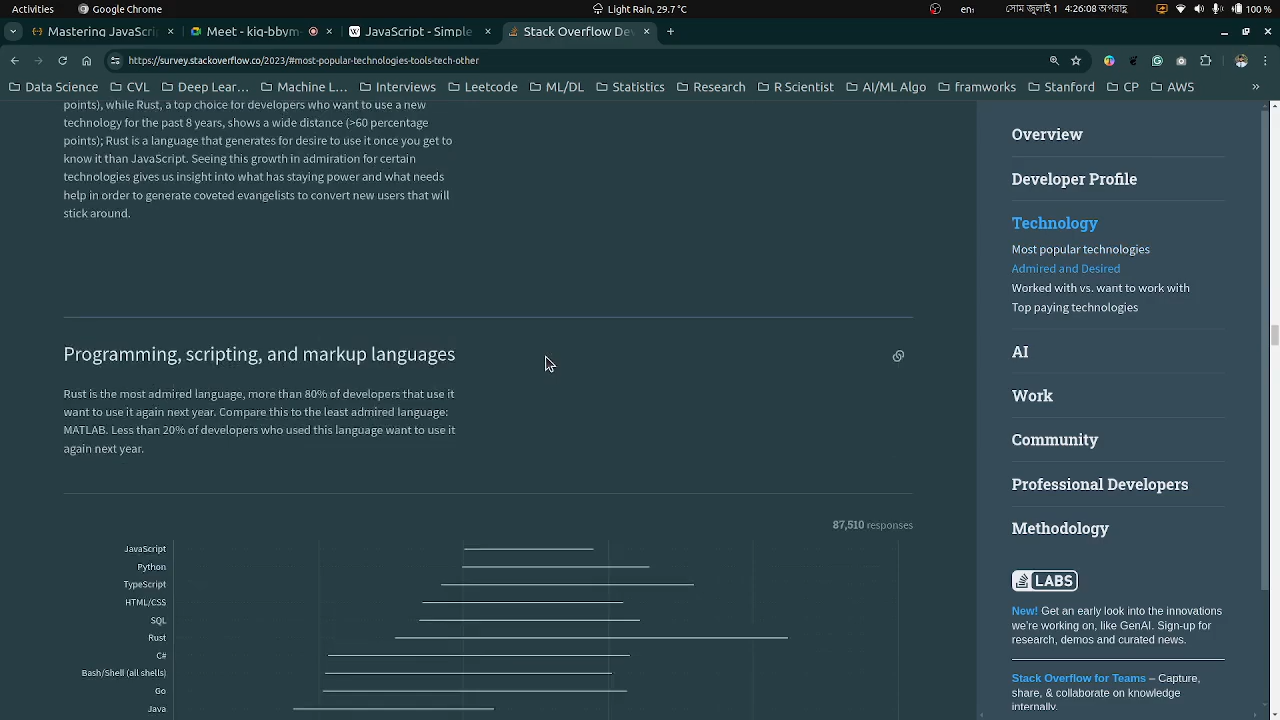 Activities
Google Chrome
Light Rain, 29.7 °C
en
4:26:08
100 %
Mastering JavaScri
Meet - kiq-bbvm-
JavaScript - Simple
Stack Overflow Dev
https://survey.stackoverflow.co/2023/#most-popular-technologies-tools-tech-other
Data Science
CVL
Deep Lear...
Machine L...
Interviews
Leetcode
ML/DL
Statistics
Research
R Scientist
AI/ML Algo
framworks
Stanford
CP
AWS
points), while Rust, a top choice for developers who want to use a new
technology for the past 8 years, shows a wide distance (>60 percentage
points); Rust is a language that generates for desire to use it once you get to
know it than JavaScript. Seeing this growth in admiration for certain
technologies gives us insight into what has staying power and what needs
help in order to generate coveted evangelists to convert new users that will
stick around.
Programming, scripting, and markup languages
Rust is the most admired language, more than 80% of developers that use it
want to use it again next year. Compare this to the least admired language:
MATLAB. Less than 20% of developers who used this language want to use it
again next year.
87,510 responses
JavaScript
Python
TypeScript
HTML/CSS
SQL
Rust
C#
Bash/Shell (all shells)
Go
Java
Overview
Developer Profile
Technology
Most popular technologies
Admired and Desired
Worked with vs. want to work with
Top paying technologies
AI
Work
Community
Professional Developers
Methodology
LABS
New! Get an early look into the innovations
we're working on, like GenAI. Sign-up for
research, demos and curated news.
Stack Overflow for Teams – Capture,
share, & collaborate on knowledge
internally.